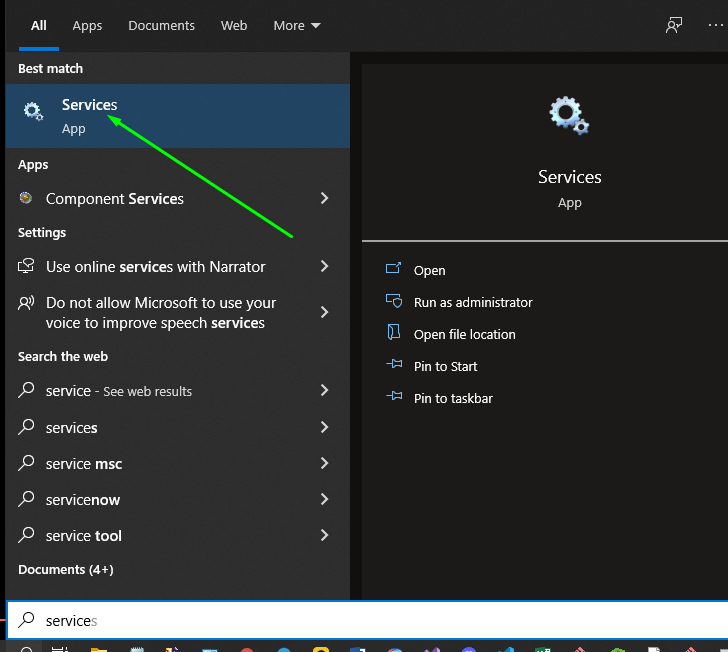 All Apps Documents Web More
Best match
Services
App
Apps
Component Services
Settings
Use online services with Narrator
Do not allow Microsoft to use your
voice to improve speech services
Search the web
service - See web results
services
service msc
servicenow
service tool
Documents (4+)
Services
App
Open
Run as administrator
Open file location
Pin to Start
Pin to taskbar
services